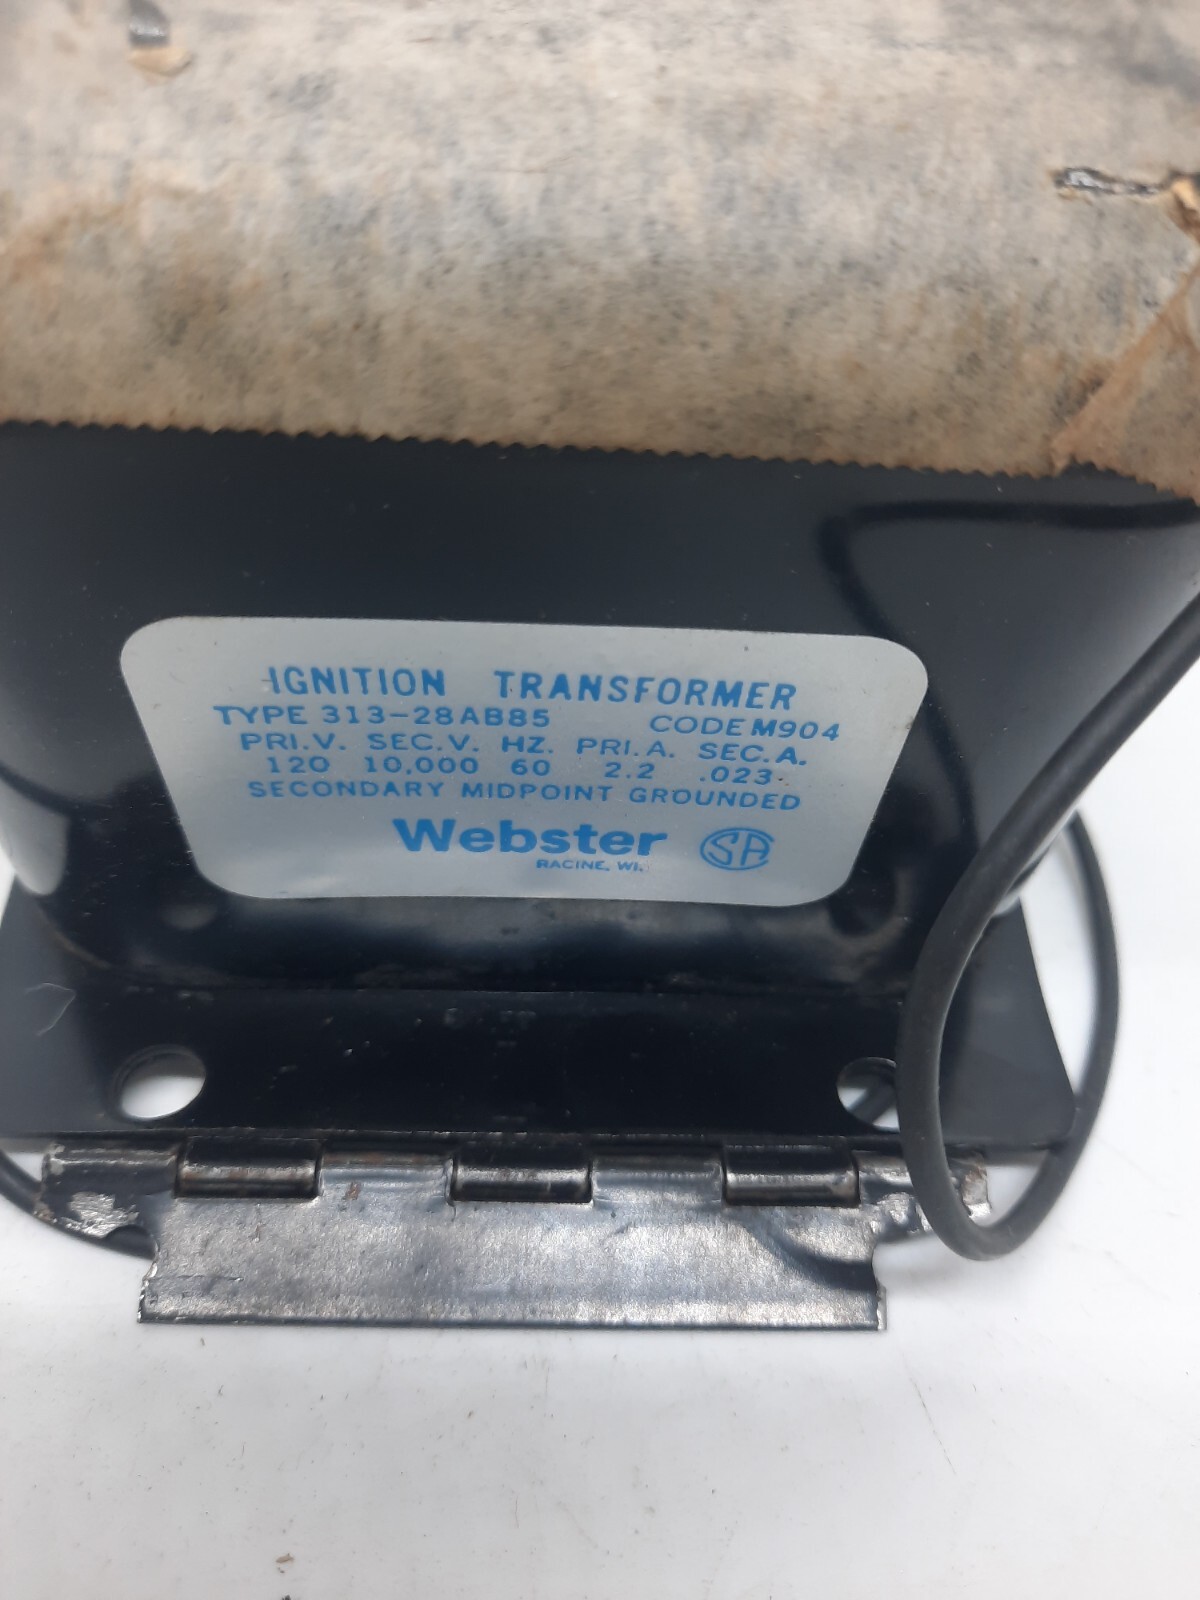 IGNITION TRANSFORMER
TYPE 313-28AB85 CODE M904
PRI.V. SEC.V. HZ. PRI.A. SEC.A.
120 10,000 60 2.2 .023
SECONDARY MIDPOINT GROUNDED
Webster SA
RACINE, WI.